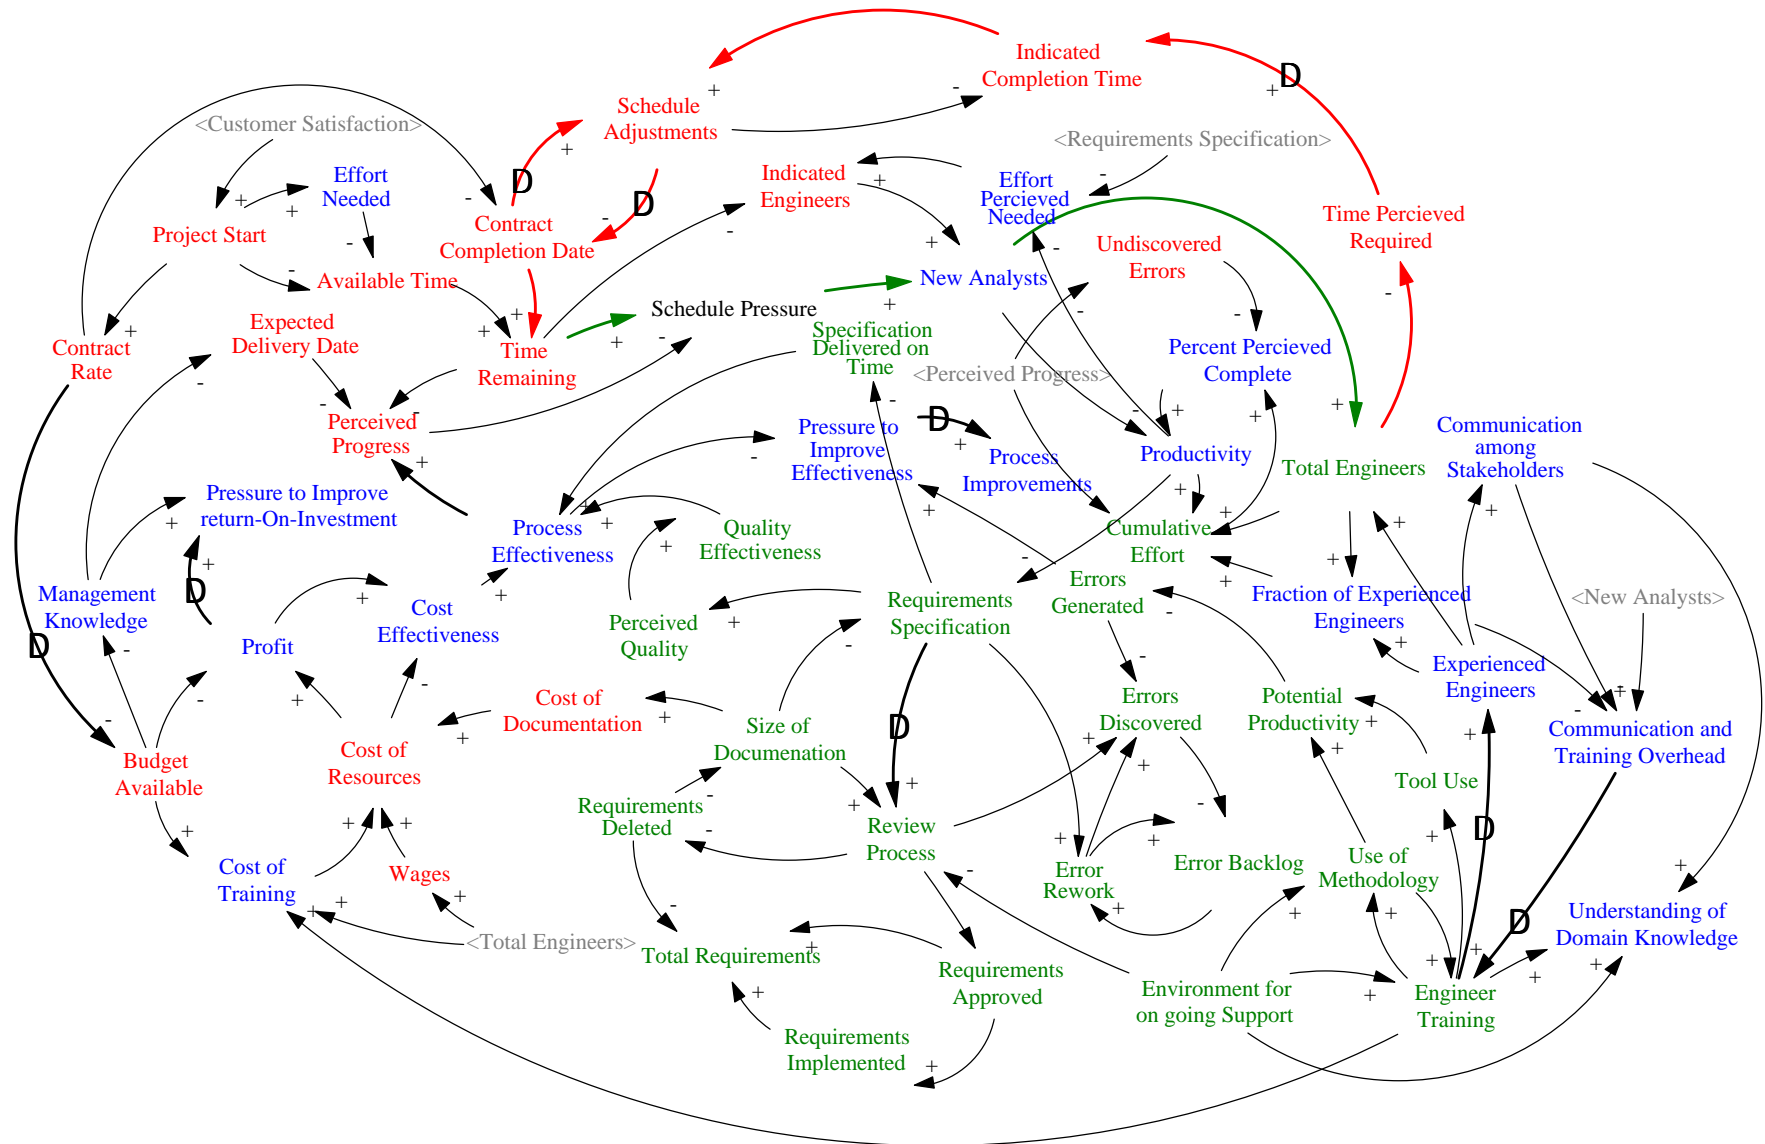 Indicated
Completion Time
D
+
+
-
Schedule
Adjustments
<Customer Satisfaction>
<Requirements Specification>
+
Effort
Needed
D
Indicated
Engineers
+
-
Effort
Percieved
Needed
+
+
-
D
-
Time Percieved
Required
Project Start
Contract
Completion Date
-
-
+
-
Undiscovered
Errors
-
Available Time
New Analysts
-
Schedule Pressure
+
-
-
+
+
+
+
-
Expected
Delivery Date
Specification
Delivered on
Time
Contract
Rate
Time
Remaining
Percent Percieved
Complete
<Perceived Progress>
-
-
-
-
D
+
-
+
+
+
Perceived
Progress
Pressure to
Improve
Effectiveness
Process
Improvements
Productivity
Total Engineers
Communication
among
Stakeholders
+
-
Pressure to Improve
return-On-Investment
+
+
+
+
+
+
+
+
Process
Effectiveness
Quality
Effectiveness
Cumulative
Effort
+
-
+
+
+
+
+
D
Management
Knowledge
Cost
Effectiveness
Errors
Generated
Requirements
Specification
Fraction of Experienced
Engineers
<New Analysts>
D
Profit
Perceived
Quality
+
-
-
-
-
+
Experienced
Engineers
-
-
+
Cost of
Documentation
+
Errors
Discovered
Potential
Productivity
-
+
-
-
Size of
Documenation
D
+
+
+
+
+
Communication and
Training Overhead
Cost of
Resources
Budget
Available
+
Tool Use
+
+
+
+
-
+
-
-
+
+
+
D
+
Requirements
Deleted
Review
Process
Error
Rework
Error Backlog
Use of
Methodology
Cost of
Training
Wages
-
+
+
+
+
-
+
+
+
D
Understanding of
Domain Knowledge
<Total Engineers>
Total Requirements
+
+
+
+
+
+
Requirements
Approved
Environment for
on going Support
+
Engineer
Training
Requirements
Implemented
+